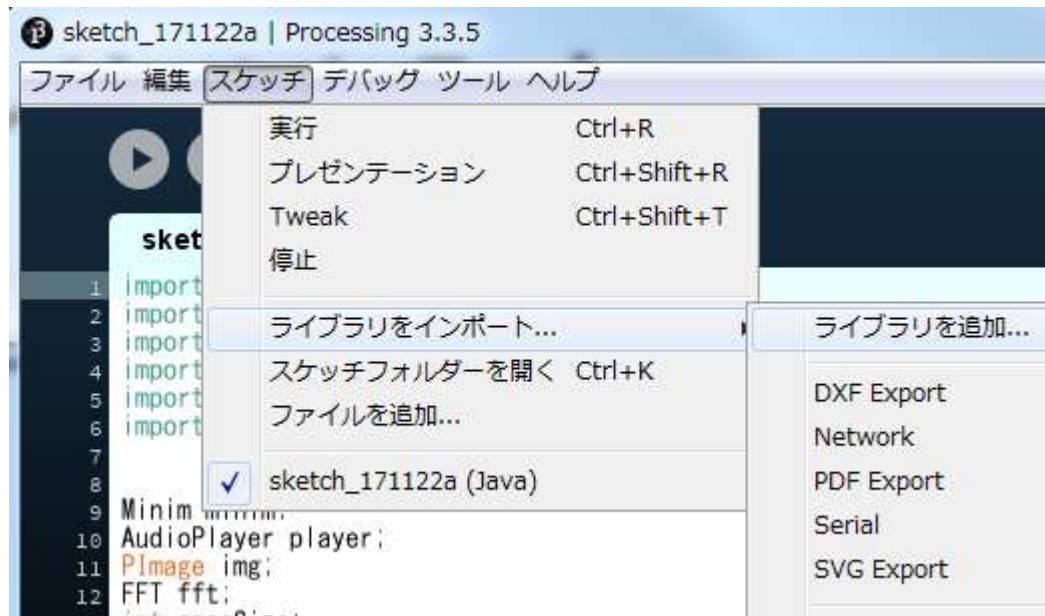 sketch_171122a | Processing 3.3.5
ファイル 編集 スケッチ デバッグ ツール ヘルプ
実行 Ctrl+R
プレゼンテーション Ctrl+Shift+R
Tweak Ctrl+Shift+T
停止
ライブラリをインポート...
スケッチフォルダーを開く Ctrl+K
ファイルを追加...
sketch_171122a (Java)
ライブラリを追加...
DXF Export
Network
PDF Export
Serial
SVG Export
sket
1 import
2 import
3 import
4 import
5 import
6 import
7
8
9 Minim minim;
10 AudioPlayer player;
11 PImage img;
12 FFT fft;